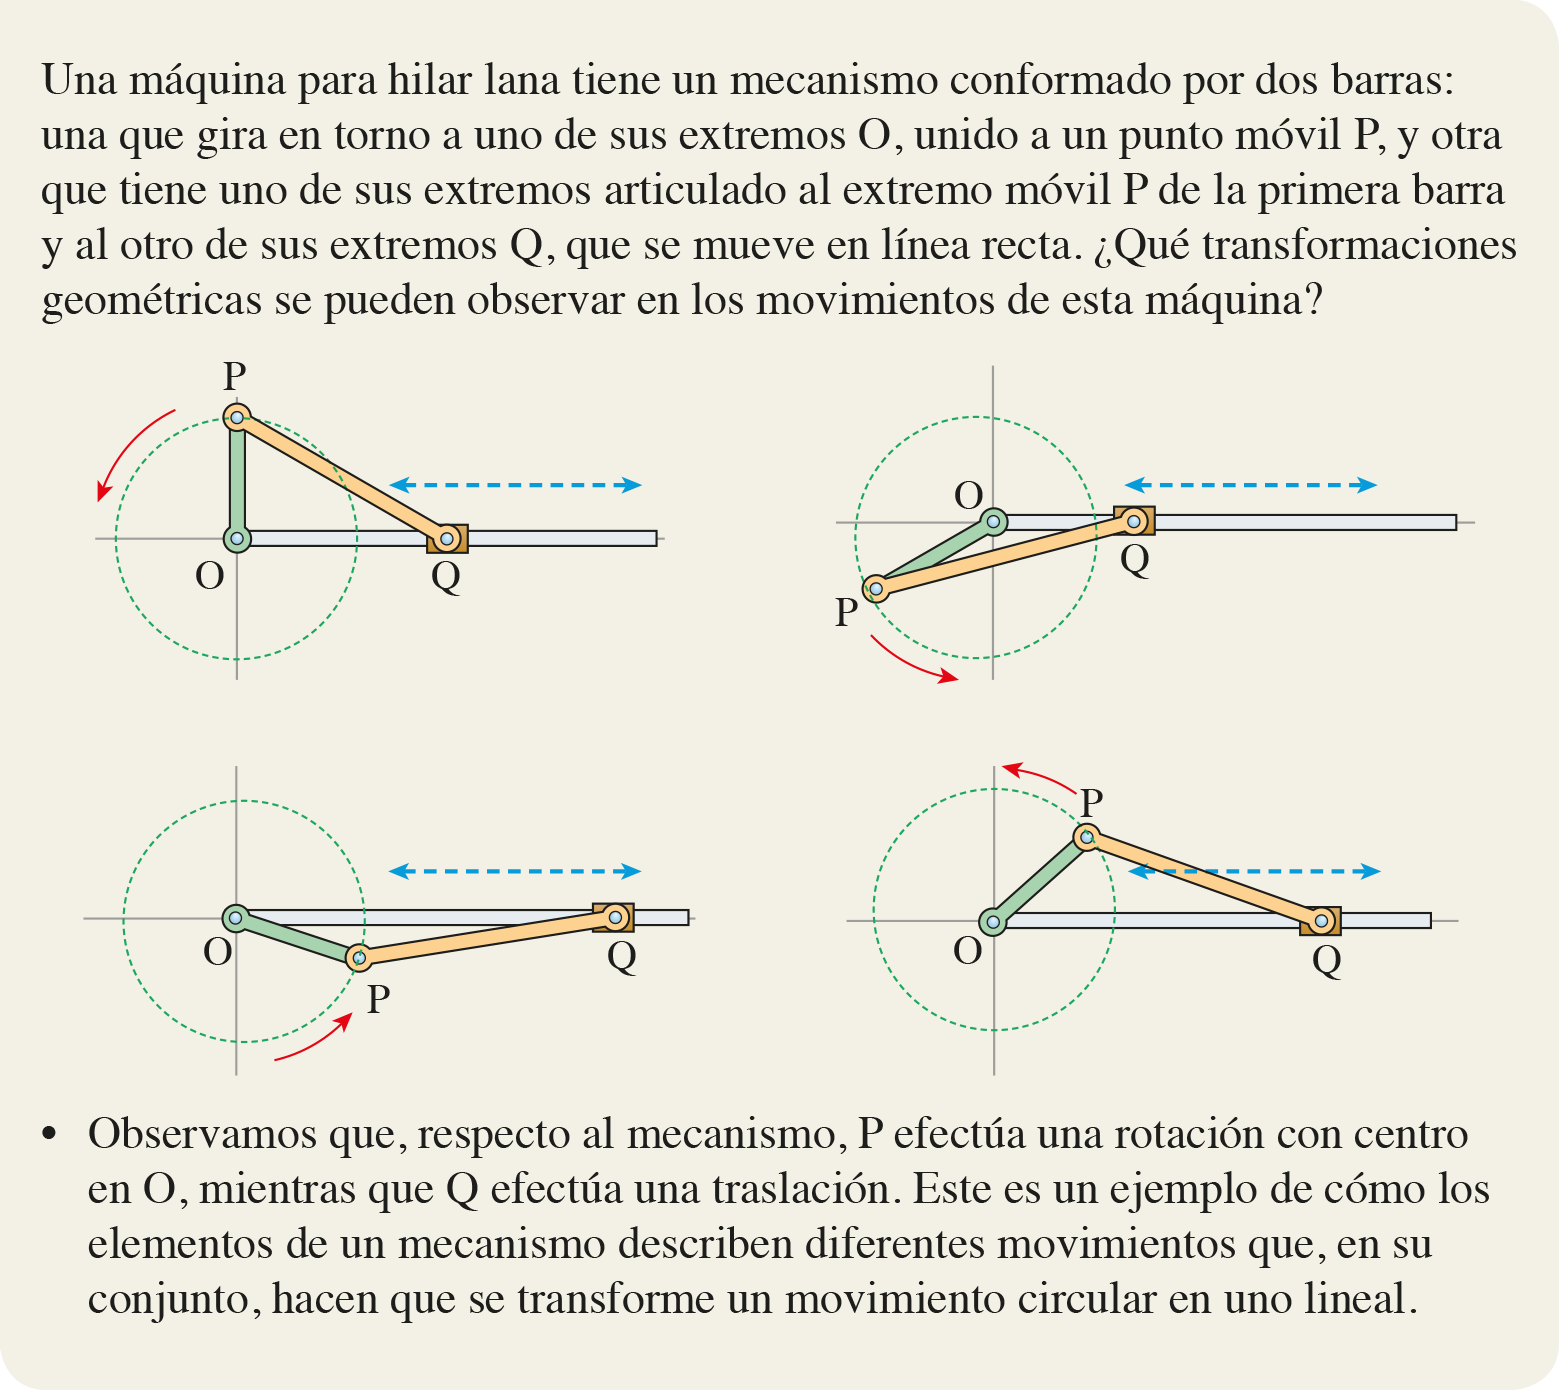 Una máquina para hilar lana tiene un mecanismo conformado por dos barras:
una que gira en torno a uno de sus extremos O, unido a un punto móvil P, y otra
que tiene uno de sus extremos articulado al extremo móvil P de la primera barra
y al otro de sus extremos Q, que se mueve en línea recta. ¿Qué transformaciones
geométricas se pueden observar en los movimientos de esta máquina?
P
O
Q
O
Q
P
O
Q
P
P
O
Q
• Observamos que, respecto al mecanismo, P efectúa una rotación con centro
en O, mientras que Q efectúa una traslación. Este es un ejemplo de cómo los
elementos de un mecanismo describen diferentes movimientos que, en su
conjunto, hacen que se transforme un movimiento circular en uno lineal.